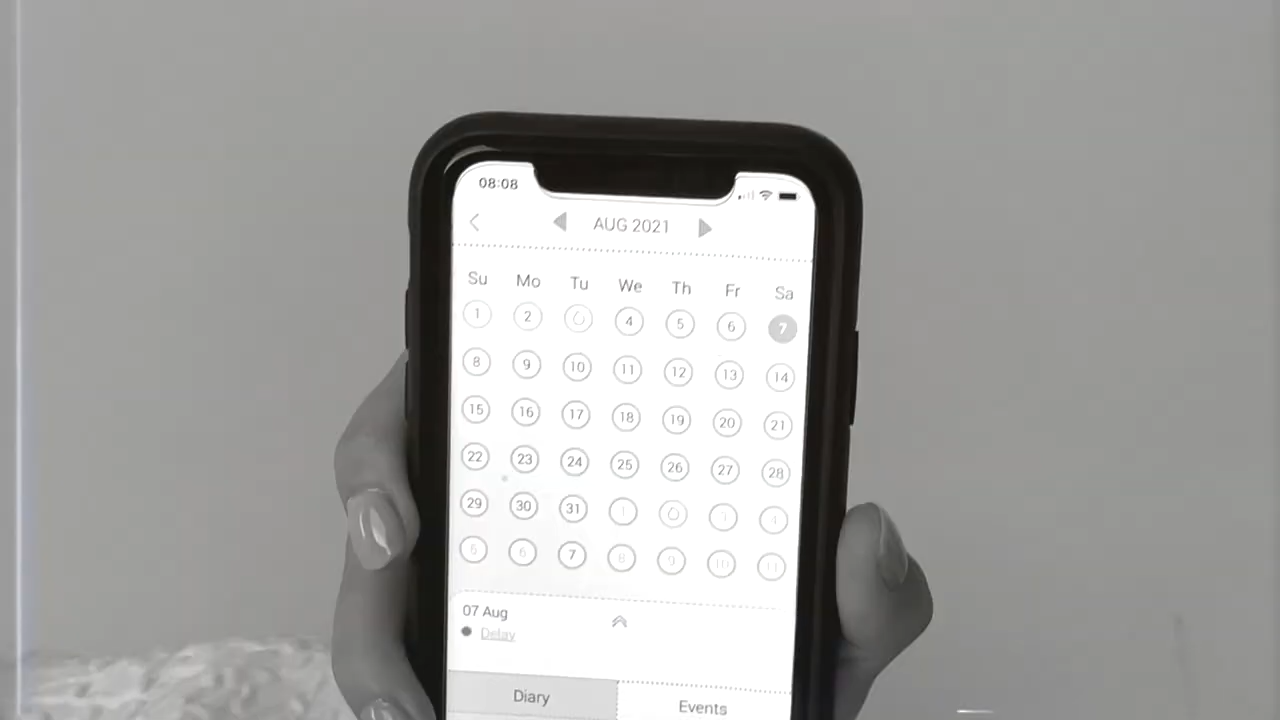 08:08
AUG 2021
Su Mo Tu We Th Fr Sa
1 2 4 5 6 7
8 9 10 11 12 13 14
15 16 17 18 19 20 21
22 23 24 25 26 27 28
29 30 31 1 3 4
5 6 7 8 9 10 11
07 Aug
Delay
Diary Events